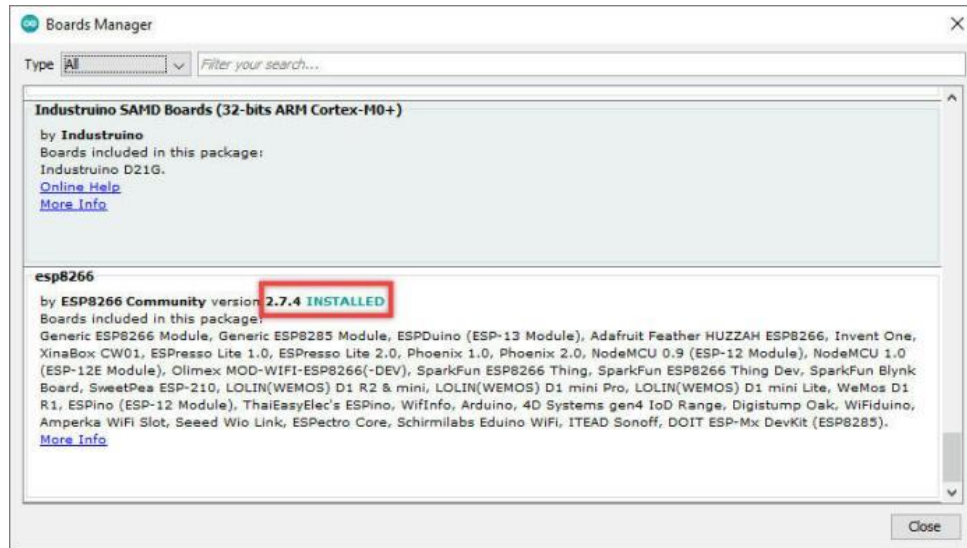 Boards Manager
Type All Filter your search...
Industruino SAMD Boards (32-bits ARM Cortex-M0+)
by Industruino
Boards included in this package:
Industruino D21G.
Online Help
More Info
esp8266
by ESP8266 Community version 2.7.4 INSTALLED
Boards included in this package:
Generic ESP8266 Module, Generic ESP8285 Module, ESPDuino (ESP-13 Module), Adafruit Feather HUZZAH ESP8266, Invent One,
XinaBox CW01, ESPresso Lite 1.0, ESPresso Lite 2.0, Phoenix 1.0, Phoenix 2.0, NodeMCU 0.9 (ESP-12 Module), NodeMCU 1.0
(ESP-12E Module), Olimex MOD-WIFI-ESP8266(-DEV), SparkFun ESP8266 Thing, SparkFun ESP8266 Thing Dev, SparkFun Blynk
Board, SweetPea ESP-210, LOLIN(WEMOS) D1 R2 & mini, LOLIN(WEMOS) D1 mini Pro, LOLIN(WEMOS) D1 mini Lite, WeMos D1
R1, ESPino (ESP-12 Module), ThaiEasyElec's ESPino, WifInfo, Arduino, 4D Systems gen4 IoD Range, Digistump Oak, WiFiduino,
Amperka WiFi Slot, Seeed Wio Link, ESPectro Core, Schirmilabs Eduino WiFi, ITEAD Sonoff, DOIT ESP-Mx DevKit (ESP8285).
More Info
Close